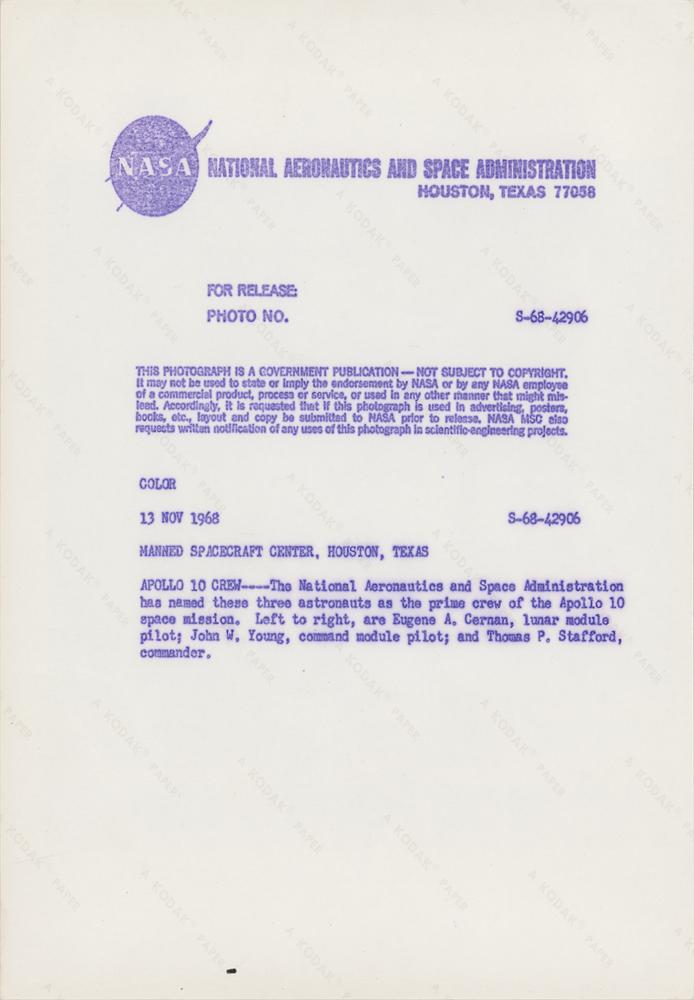 NASA NATIONAL AERONAUTICS AND SPACE ADMINISTRATION
HOUSTON, TEXAS 77058
FOR RELEASE:
PHOTO NO. S-68-42906
THIS PHOTOGRAPH IS A GOVERNMENT PUBLICATION — NOT SUBJECT TO COPYRIGHT.
It may not be used to state or imply the endorsement by NASA or by any NASA employee
of a commercial product, process or service, or used in any other manner that might mis-
lead. Accordingly, it is requested that if this photograph is used in advertising, posters,
books, etc., layout and copy be submitted to NASA prior to release. NASA MSC also
requests written notification of any uses of this photograph in scientific-engineering projects.
COLOR
13 NOV 1968 S-68-42906
MANNED SPACECRAFT CENTER, HOUSTON, TEXAS
APOLLO 10 CREW----The National Aeronautics and Space Administration
has named these three astronauts as the prime crew of the Apollo 10
space mission. Left to right, are Eugene A. Cernan, lunar module
pilot; John W. Young, command module pilot; and Thomas P. Stafford,
commander.
A KODAK® PAPER